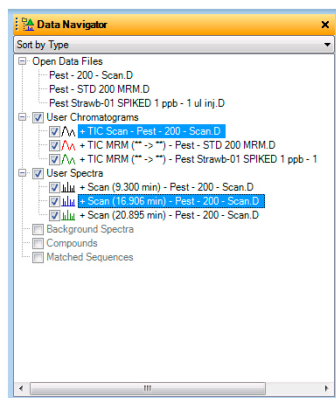 Data Navigator
Sort by Type
Open Data Files
Pest - 200 - Scan.D
Pest - STD 200 MRM.D
Pest Strawb-01 SPIKED 1 ppb - 1 ul inj.D
User Chromatograms
+ TIC Scan - Pest - 200 - Scan.D
+ TIC MRM (** -> **) - Pest - STD 200 MRM.D
+ TIC MRM (** -> **) - Pest Strawb-01 SPIKED 1 ppb - 1
User Spectra
+ Scan (9.300 min) - Pest - 200 - Scan.D
+ Scan (16.906 min) - Pest - 200 - Scan.D
+ Scan (20.895 min) - Pest - 200 - Scan.D
Background Spectra
Compounds
Matched Sequences